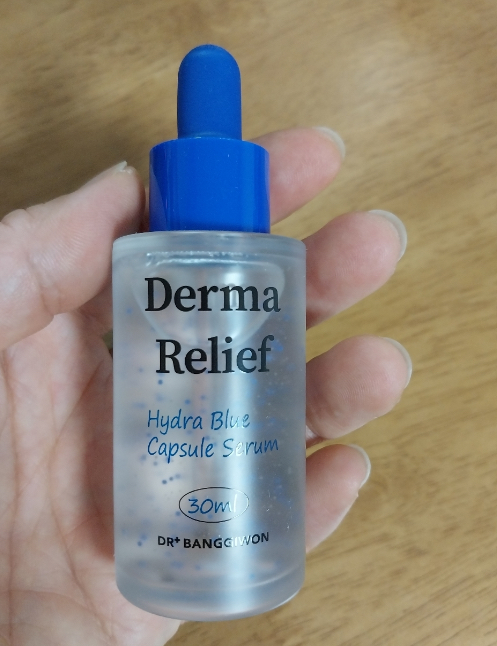 Derma
Relief
Hydra Blue
Capsule Serum
30ml
DR+ BANGGIWON